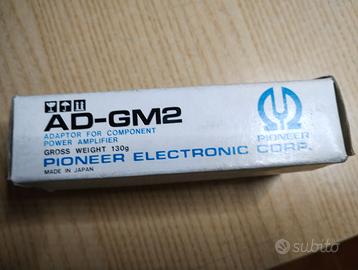 AD-GM2
ADAPTOR FOR COMPONENT
POWER AMPLIFIER
GROSS WEIGHT 130g
PIONEER ELECTRONIC CORP.
MADE IN JAPAN
PIONEER
subito